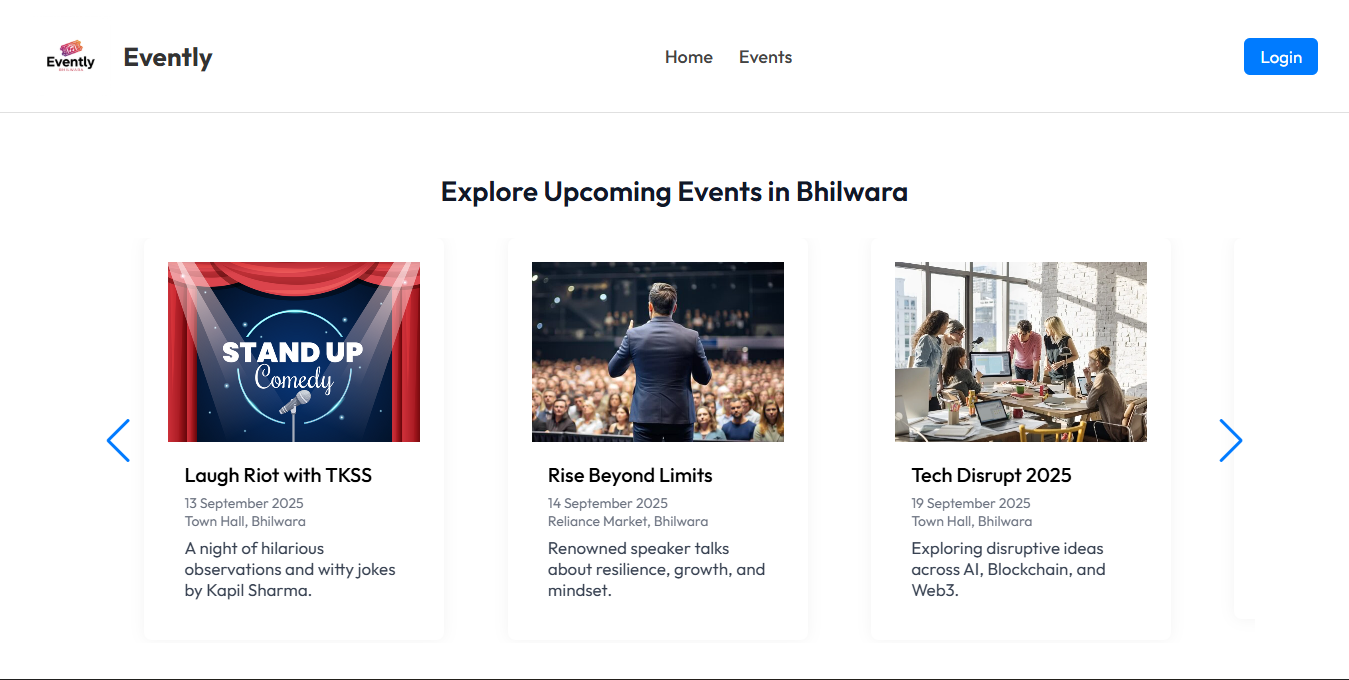 Evently
BHILWARA
Evently
Home
Events
Login
Explore Upcoming Events in Bhilwara
STAND UP
Comedy
Laugh Riot with TKSS
13 September 2025
Town Hall, Bhilwara
A night of hilarious
observations and witty jokes
by Kapil Sharma.
Rise Beyond Limits
14 September 2025
Reliance Market, Bhilwara
Renowned speaker talks
about resilience, growth, and
mindset.
Tech Disrupt 2025
19 September 2025
Town Hall, Bhilwara
Exploring disruptive ideas
across AI, Blockchain, and
Web3.